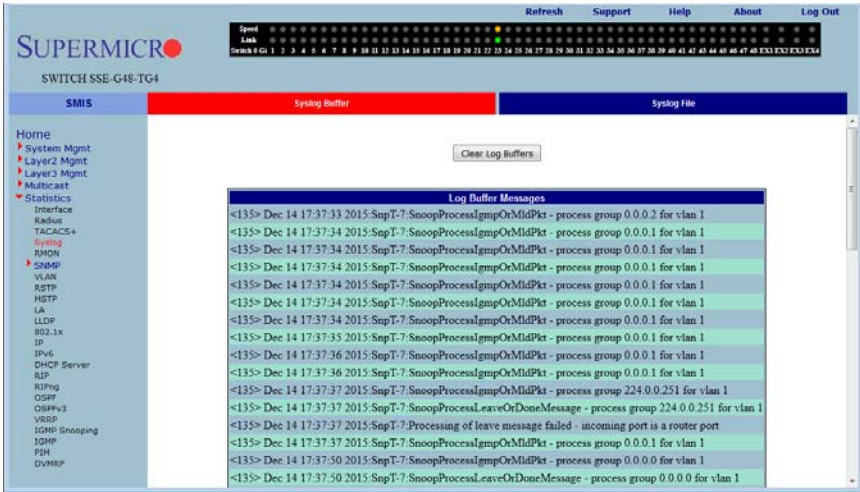 Refresh Support Help About Log Out
SUPERMICRO
SWITCH SSE-G48-TG4
Speed
Link
Switch 0 Gi 1 2 3 4 5 6 7 8 9 10 11 12 13 14 15 16 17 18 19 20 21 22 23 24 25 26 27 28 29 30 31 32 33 34 35 36 37 38 39 40 41 42 43 44 45 46 47 48 EX1 EX2 EX3 EX4
SMIS
Syslog Buffer
Syslog File
Home
System Mgmt
Layer2 Mgmt
Layer3 Mgmt
Multicast
Statistics
Interface
Radius
TACACS+
Syslog
RMON
SNMP
VLAN
RSTP
MSTP
LA
LLDP
802.1x
IP
IPv6
DHCP Server
RIP
RIPng
OSPF
OSPFv3
VRRP
IGMP Snooping
IGMP
PIM
DVMRP
Clear Log Buffers
Log Buffer Messages
<135> Dec 14 17:37:33 2015:SnpT-7:SnoopProcessIgmpOrMldPkt - process group 0.0.0.2 for vlan 1
<135> Dec 14 17:37:34 2015:SnpT-7:SnoopProcessIgmpOrMldPkt - process group 0.0.0.1 for vlan 1
<135> Dec 14 17:37:34 2015:SnpT-7:SnoopProcessIgmpOrMldPkt - process group 0.0.0.1 for vlan 1
<135> Dec 14 17:37:34 2015:SnpT-7:SnoopProcessIgmpOrMldPkt - process group 0.0.0.1 for vlan 1
<135> Dec 14 17:37:34 2015:SnpT-7:SnoopProcessIgmpOrMldPkt - process group 0.0.0.1 for vlan 1
<135> Dec 14 17:37:34 2015:SnpT-7:SnoopProcessIgmpOrMldPkt - process group 0.0.0.1 for vlan 1
<135> Dec 14 17:37:34 2015:SnpT-7:SnoopProcessIgmpOrMldPkt - process group 0.0.0.1 for vlan 1
<135> Dec 14 17:37:35 2015:SnpT-7:SnoopProcessIgmpOrMldPkt - process group 0.0.0.1 for vlan 1
<135> Dec 14 17:37:36 2015:SnpT-7:SnoopProcessIgmpOrMldPkt - process group 0.0.0.1 for vlan 1
<135> Dec 14 17:37:36 2015:SnpT-7:SnoopProcessIgmpOrMldPkt - process group 0.0.0.1 for vlan 1
<135> Dec 14 17:37:37 2015:SnpT-7:SnoopProcessIgmpOrMldPkt - process group 224.0.0.251 for vlan 1
<135> Dec 14 17:37:37 2015:SnpT-7:SnoopProcessLeaveOrDoneMessage - process group 224.0.0.251 for vlan 1
<135> Dec 14 17:37:37 2015:SnpT-7:Processing of leave message failed - incoming port is a router port
<135> Dec 14 17:37:37 2015:SnpT-7:SnoopProcessIgmpOrMldPkt - process group 0.0.0.1 for vlan 1
<135> Dec 14 17:37:50 2015:SnpT-7:SnoopProcessIgmpOrMldPkt - process group 0.0.0.0 for vlan 1
<135> Dec 14 17:37:50 2015:SnpT-7:SnoopProcessLeaveOrDoneMessage - process group 0.0.0.0 for vlan 1